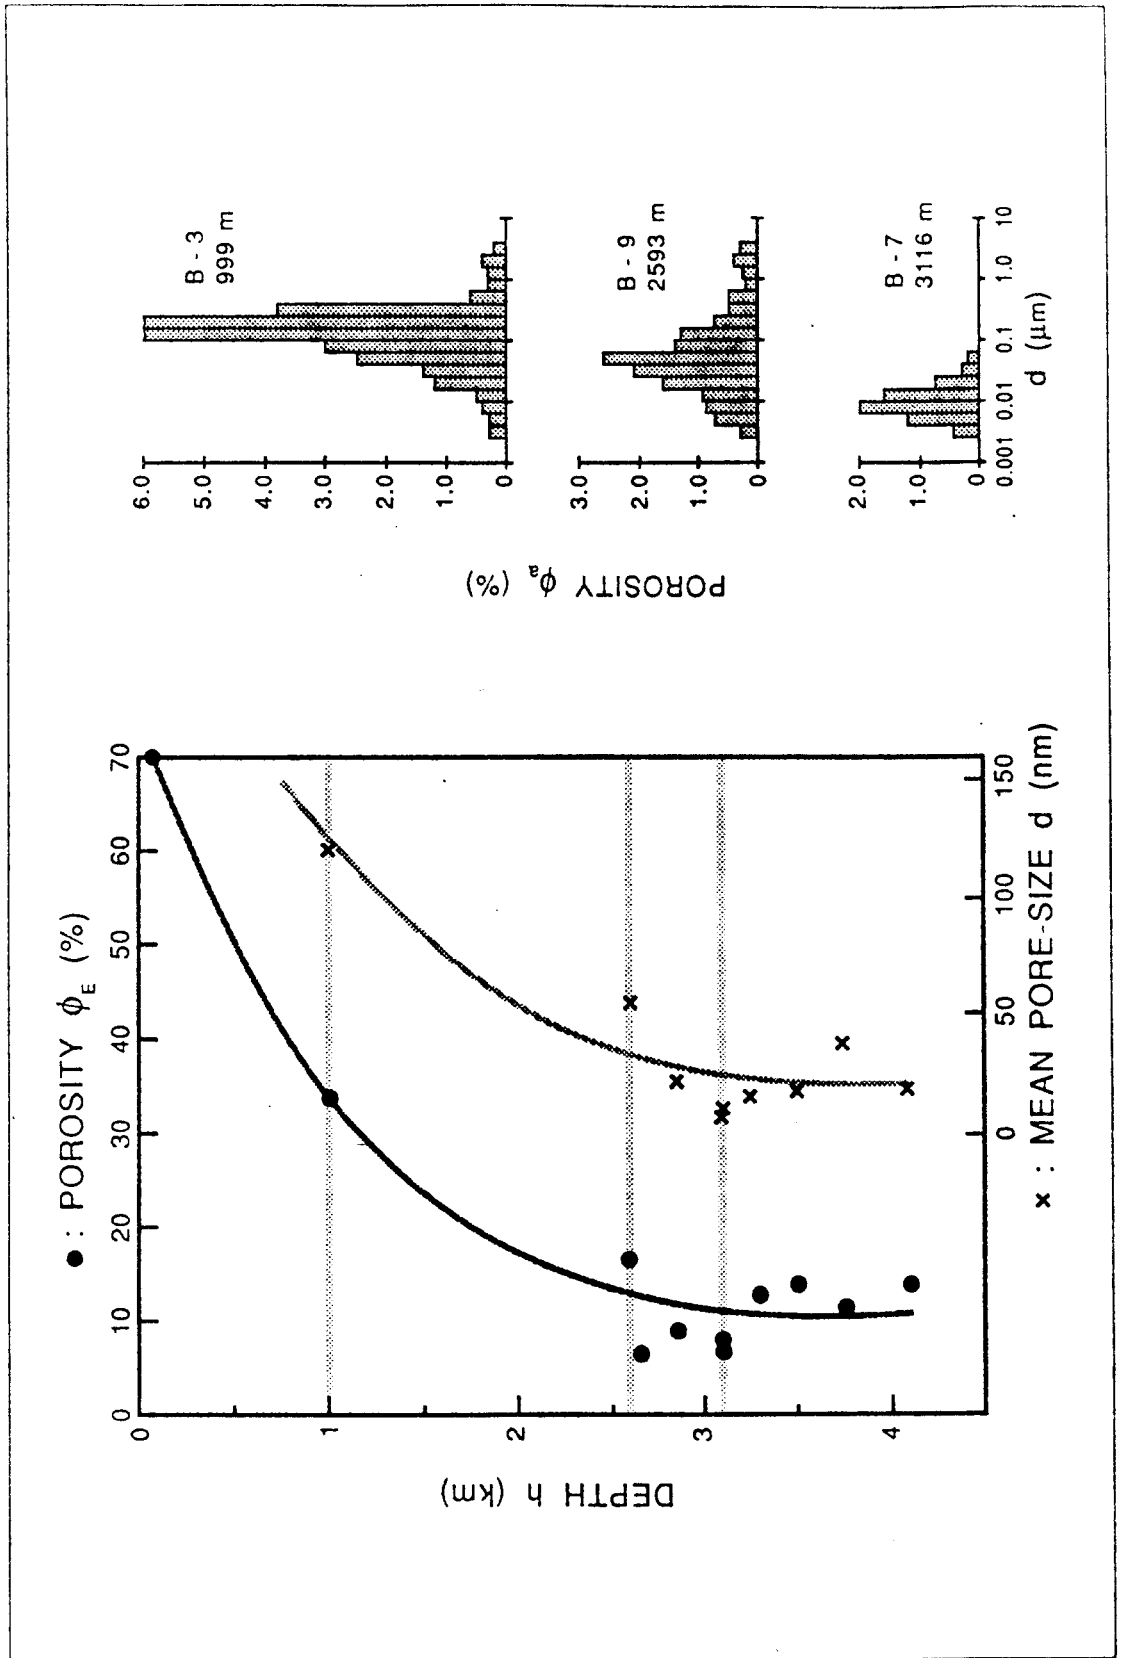 ● : POROSITY ϕE (%)
0 10 20 30 40 50 60 70
0
1
2
3
4
DEPTH h (km)
0 50 100 150
× : MEAN PORE-SIZE d (nm)
POROSITY ϕa (%)
B - 3
999 m
6.0
5.0
4.0
3.0
2.0
1.0
0
B - 9
2593 m
3.0
2.0
1.0
0
B - 7
3116 m
2.0
1.0
0
0.001 0.01 0.1 1.0 10
d (μm)